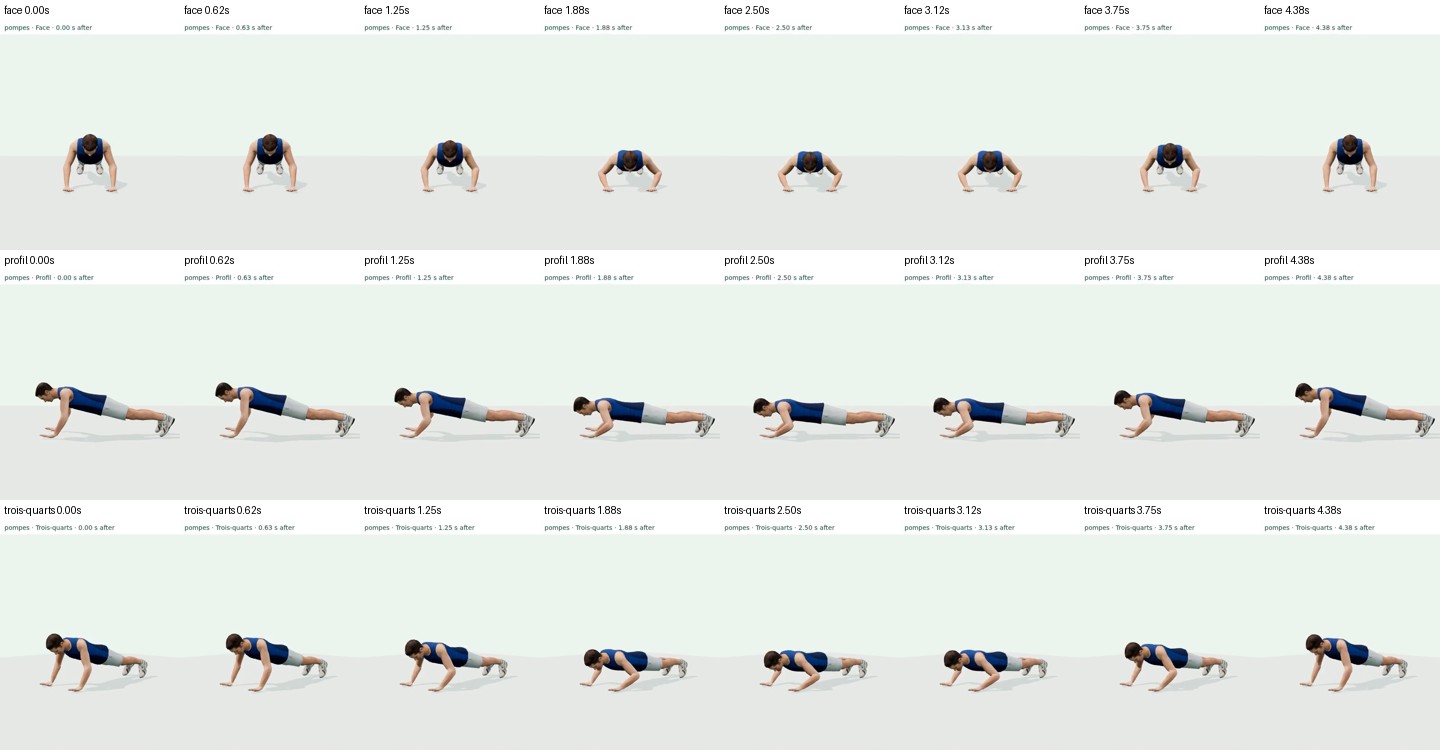 face 0.00s face 0.62s face 1.25s face 1.88s face 2.50s face 3.12s face 3.75s face 4.38s
pompes · Face · 0.00 s after pompes · Face · 0.63 s after pompes · Face · 1.25 s after pompes · Face · 1.88 s after pompes · Face · 2.50 s after pompes · Face · 3.13 s after pompes · Face · 3.75 s after pompes · Face · 4.38 s after
profil 0.00s profil 0.62s profil 1.25s profil 1.88s profil 2.50s profil 3.12s profil 3.75s profil 4.38s
pompes · Profil · 0.00 s after pompes · Profil · 0.63 s after pompes · Profil · 1.25 s after pompes · Profil · 1.88 s after pompes · Profil · 2.50 s after pompes · Profil · 3.13 s after pompes · Profil · 3.75 s after pompes · Profil · 4.38 s after
trois-quarts 0.00s trois-quarts 0.62s trois-quarts 1.25s trois-quarts 1.88s trois-quarts 2.50s trois-quarts 3.12s trois-quarts 3.75s trois-quarts 4.38s
pompes · Trois-quarts · 0.00 s after pompes · Trois-quarts · 0.63 s after pompes · Trois-quarts · 1.25 s after pompes · Trois-quarts · 1.88 s after pompes · Trois-quarts · 2.50 s after pompes · Trois-quarts · 3.13 s after pompes · Trois-quarts · 3.75 s after pompes · Trois-quarts · 4.38 s after